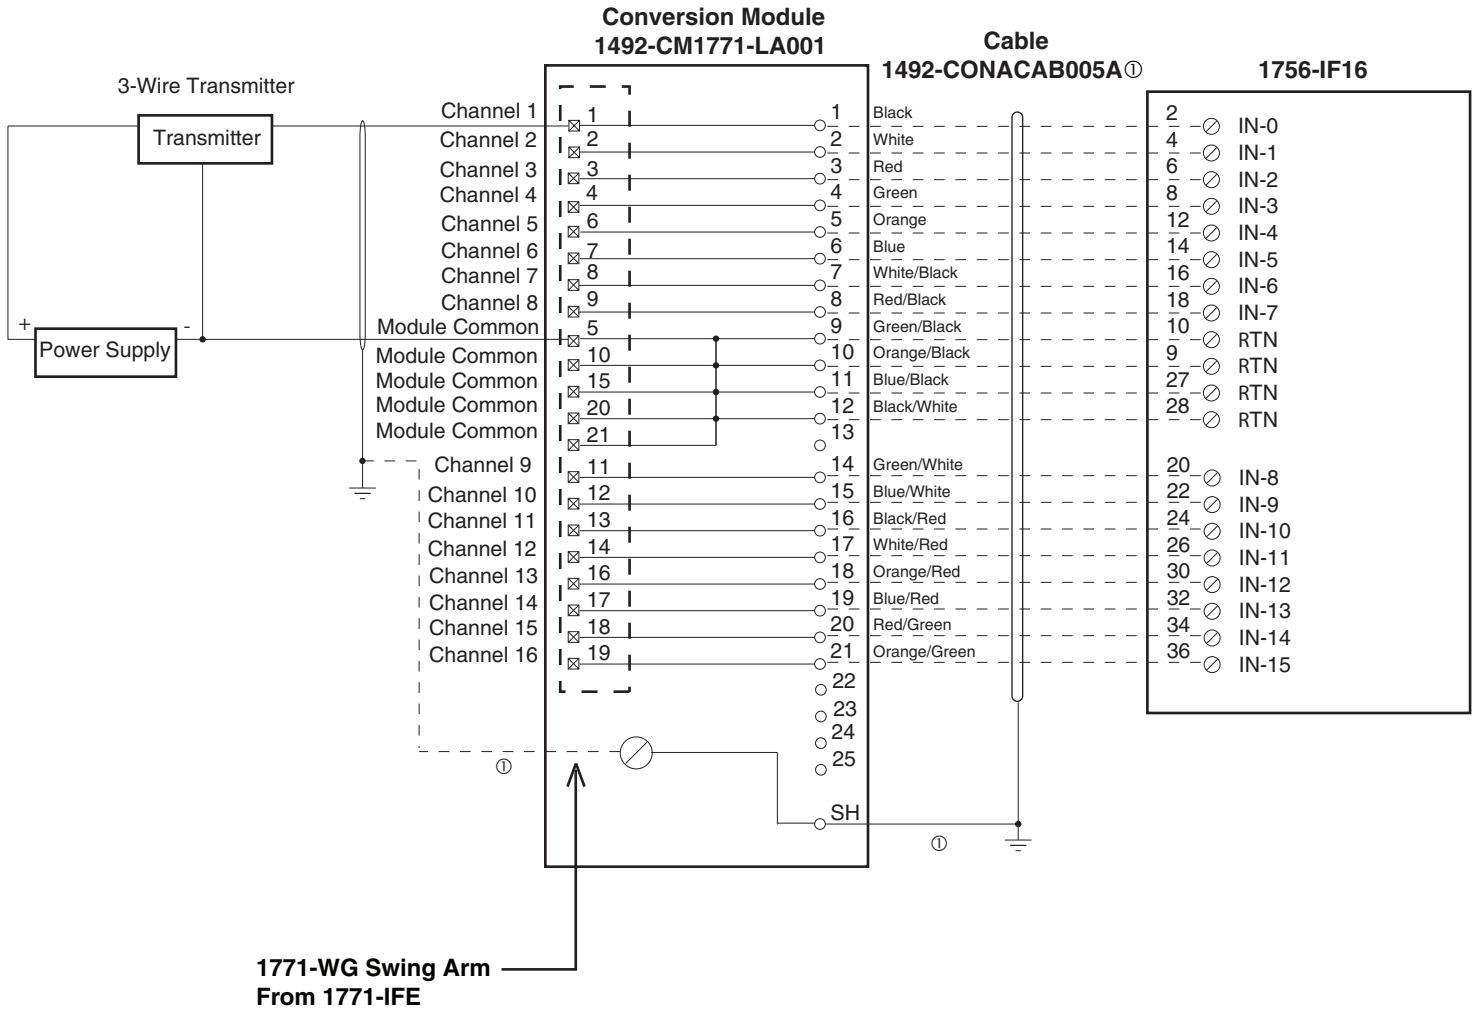 Conversion Module
1492-CM1771-LA001
Cable
1492-CONACAB005A①
1756-IF16
3-Wire Transmitter
Transmitter
+
-
Power Supply
Channel 1 1 1 Black 2 IN-0
Channel 2 2 2 White 4 IN-1
Channel 3 3 3 Red 6 IN-2
Channel 4 4 4 Green 8 IN-3
Channel 5 6 5 Orange 12 IN-4
Channel 6 7 6 Blue 14 IN-5
Channel 7 8 7 White/Black 16 IN-6
Channel 8 9 8 Red/Black 18 IN-7
Module Common 5 9 Green/Black 10 RTN
Module Common 10 10 Orange/Black 9 RTN
Module Common 15 11 Blue/Black 27 RTN
Module Common 20 12 Black/White 28 RTN
Module Common 21 13
Channel 9 11 14 Green/White 20 IN-8
Channel 10 12 15 Blue/White 22 IN-9
Channel 11 13 16 Black/Red 24 IN-10
Channel 12 14 17 White/Red 26 IN-11
Channel 13 16 18 Orange/Red 30 IN-12
Channel 14 17 19 Blue/Red 32 IN-13
Channel 15 18 20 Red/Green 34 IN-14
Channel 16 19 21 Orange/Green 36 IN-15
22
23
24
25
①
SH
①
1771-WG Swing Arm
From 1771-IFE